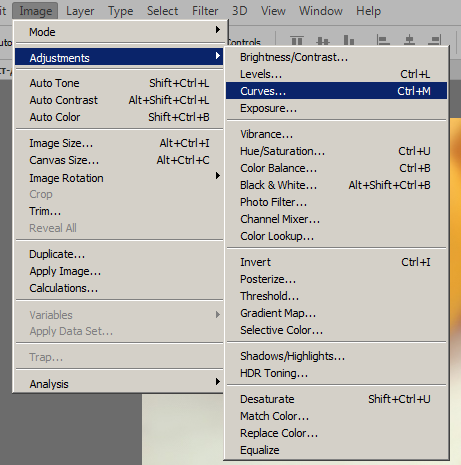 Image Layer Type Select Filter 3D View Window Help
Controls
Mode
Adjustments
Auto Tone Shift+Ctrl+L
Auto Contrast Alt+Shift+Ctrl+L
Auto Color Shift+Ctrl+B
Image Size... Alt+Ctrl+I
Canvas Size... Alt+Ctrl+C
Image Rotation
Crop
Trim...
Reveal All
Duplicate...
Apply Image...
Calculations...
Variables
Apply Data Set...
Trap...
Analysis
Brightness/Contrast...
Levels... Ctrl+L
Curves... Ctrl+M
Exposure...
Vibrance...
Hue/Saturation... Ctrl+U
Color Balance... Ctrl+B
Black & White... Alt+Shift+Ctrl+B
Photo Filter...
Channel Mixer...
Color Lookup...
Invert Ctrl+I
Posterize...
Threshold...
Gradient Map...
Selective Color...
Shadows/Highlights...
HDR Toning...
Desaturate Shift+Ctrl+U
Match Color...
Replace Color...
Equalize